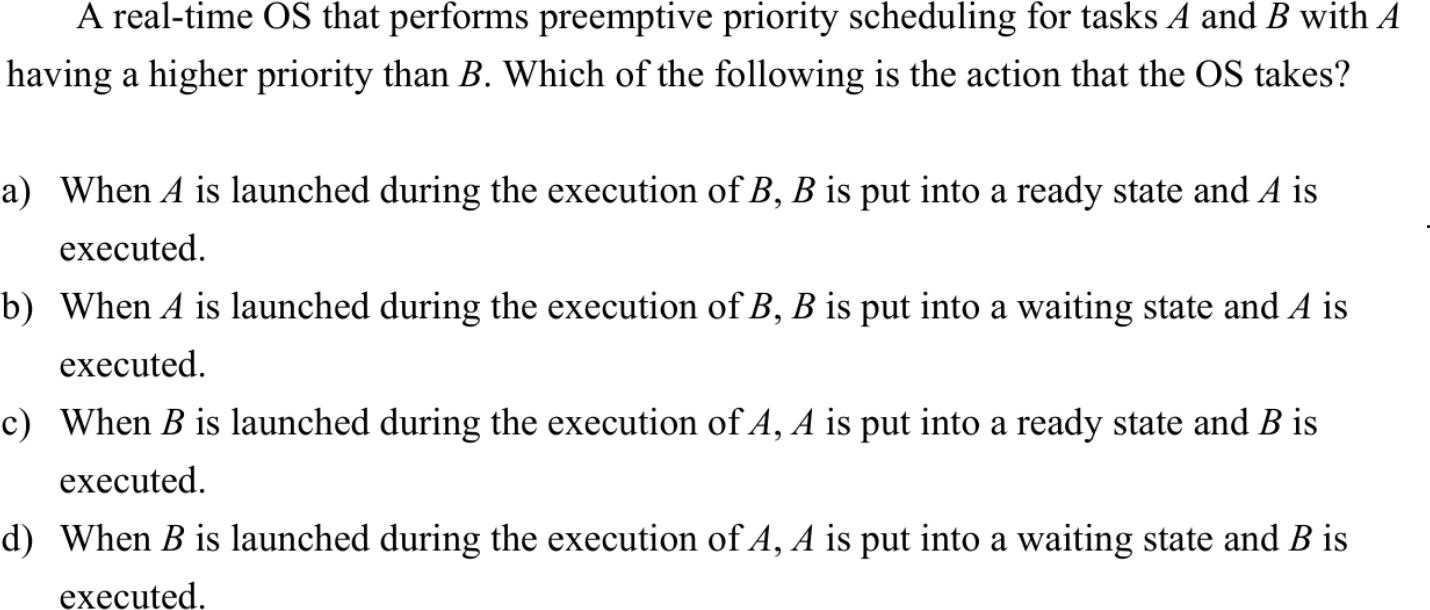 A real-time OS that performs preemptive priority scheduling for tasks A and B with A
having a higher priority than B. Which of the following is the action that the OS takes?
a) When A is launched during the execution of B, B is put into a ready state and A is
executed.
b) When A is launched during the execution of B, B is put into a waiting state and A is
executed.
c) When B is launched during the execution of A, A is put into a ready state and B is
executed.
d) When B is launched during the execution of A, A is put into a waiting state and B is
executed.